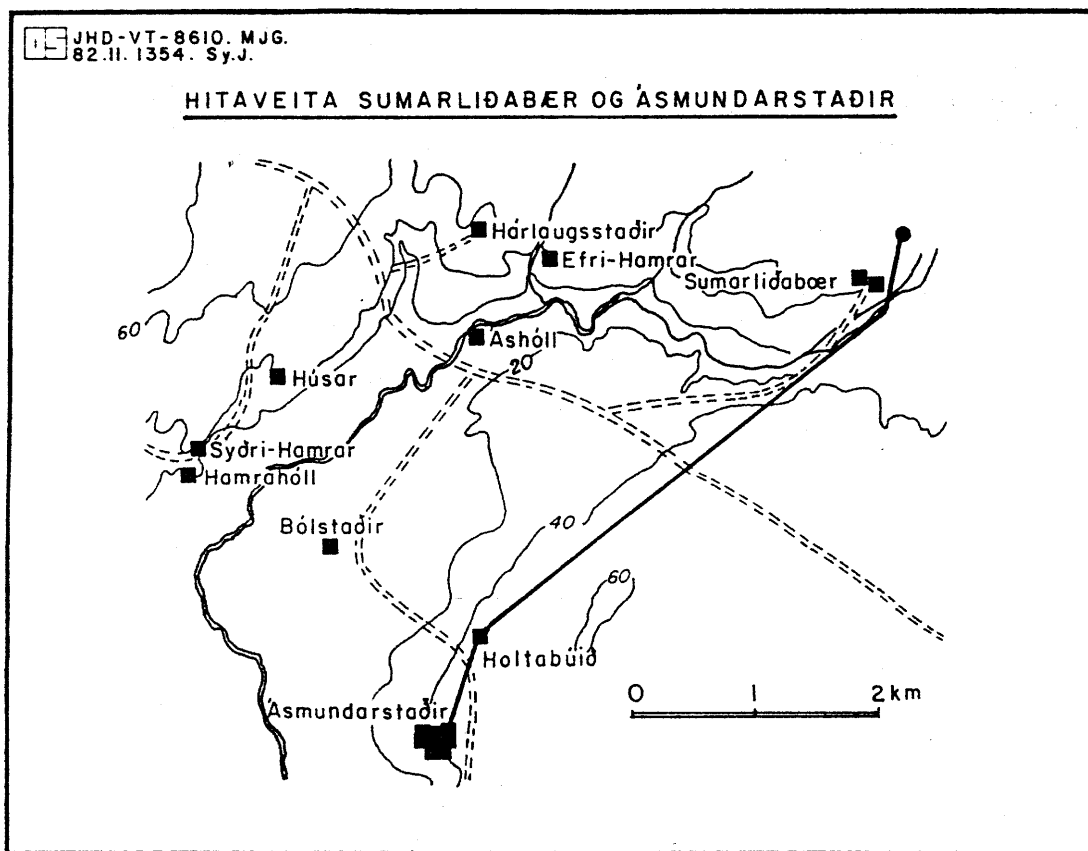 OS JHD-VT-8610. MJG.
82.11.1354. Sy.J.
HITAVEITA SUMARLIÐABÆR OG ÁSMUNDARSTAÐIR
Hárlaugsstaðir
Efri-Hamrar
Sumarliðabær
60
Áshóll
20
Húsar
Syðri-Hamrar
Hamrahóll
Bólstaðir
40
60
Holtabúið
0 1 2 km
Ásmundarstaðir